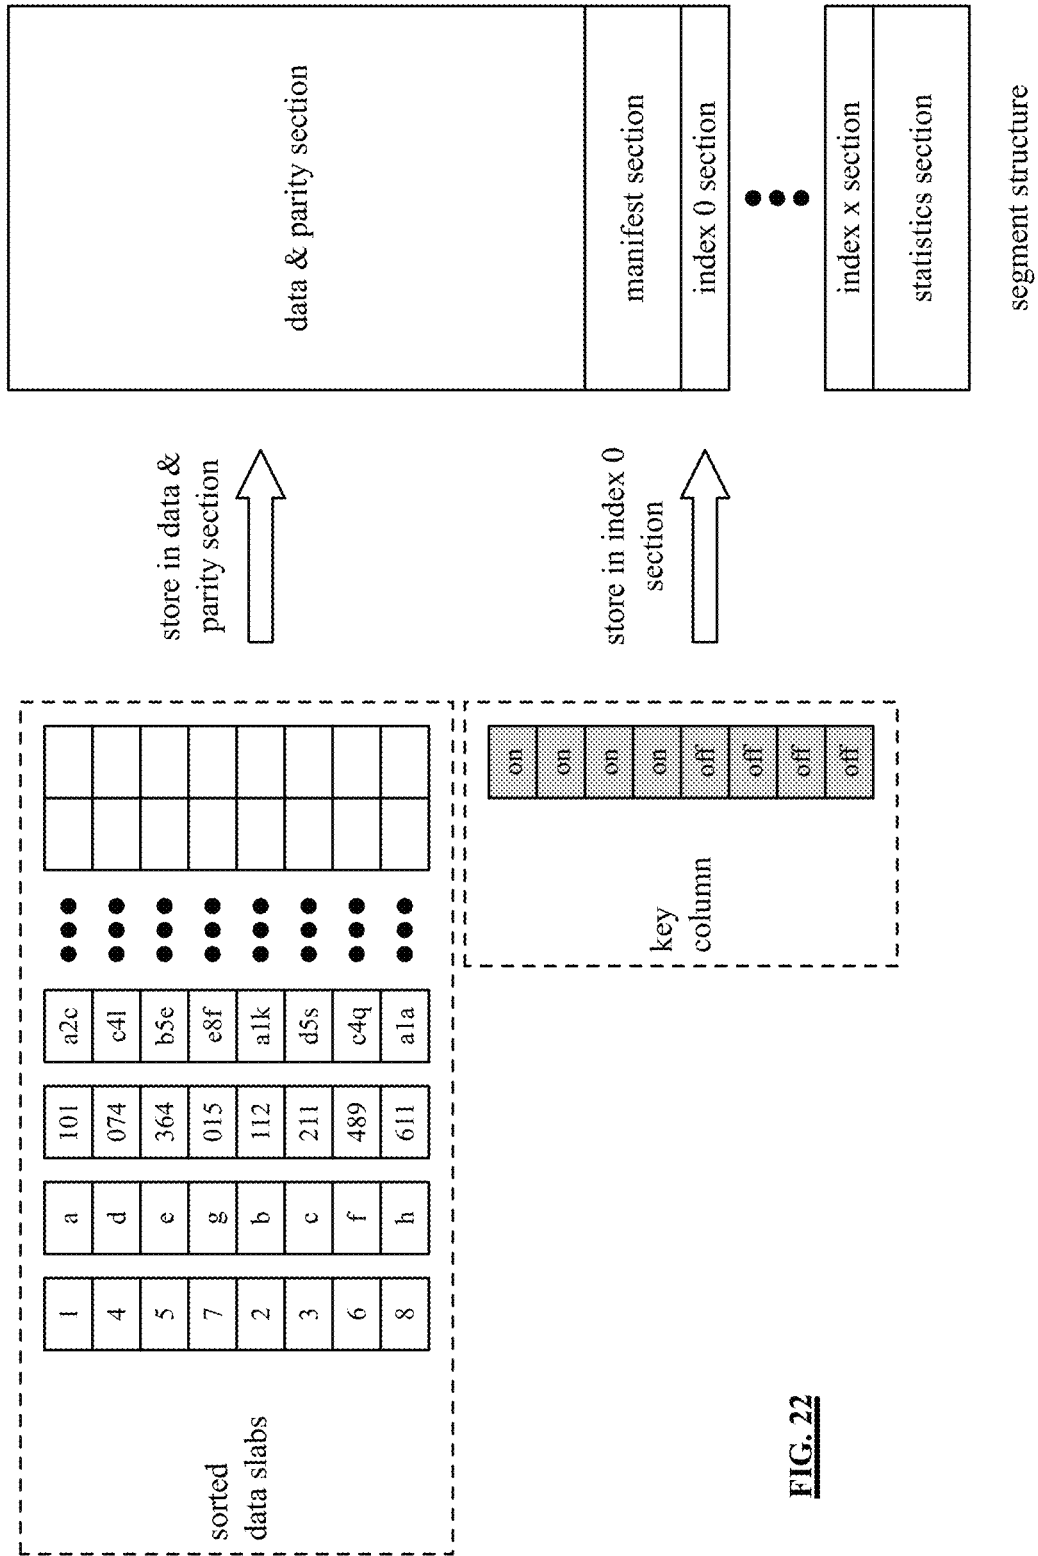 sorted
data slabs
1 a 101 a2c
4 d 074 c4l
5 e 364 b5e
7 g 015 e8f
2 b 112 a1k
3 c 211 d5s
6 f 489 c4q
8 h 611 a1a
key
column
on
on
on
on
off
off
off
off
store in data &
parity section
store in index 0
section
data & parity section
manifest section
index 0 section
index x section
statistics section
segment structure
FIG. 22